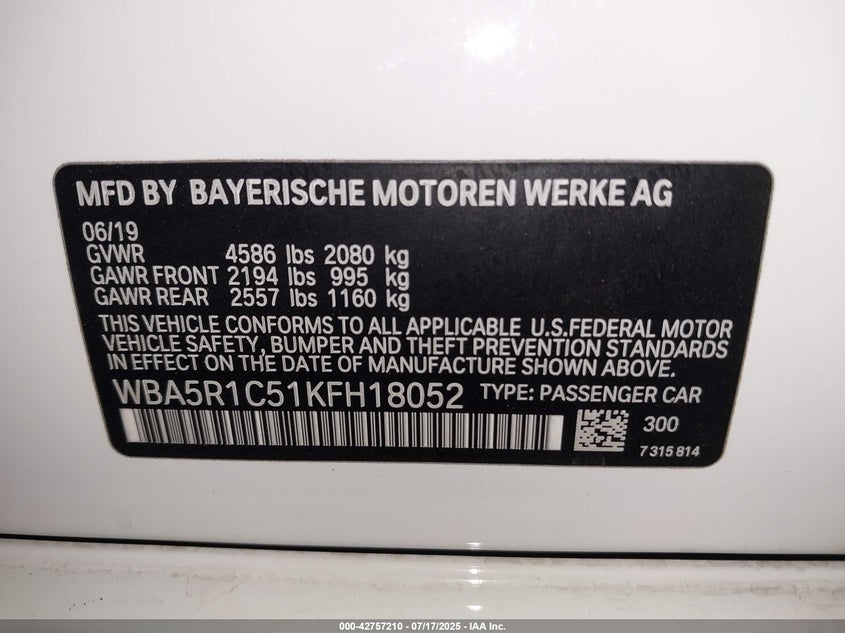 MFD BY BAYERISCHE MOTOREN WERKE AG
06/19
GVWR 4586 lbs 2080 kg
GAWR FRONT 2194 lbs 995 kg
GAWR REAR 2557 lbs 1160 kg
THIS VEHICLE CONFORMS TO ALL APPLICABLE U.S.FEDERAL MOTOR
VEHICLE SAFETY, BUMPER AND THEFT PREVENTION STANDARDS
IN EFFECT ON THE DATE OF MANUFACTURE SHOWN ABOVE.
WBA5R1C51KFH18052 TYPE: PASSENGER CAR
300
7 315 814
000-42757210 - 07/17/2025 - IAA Inc.